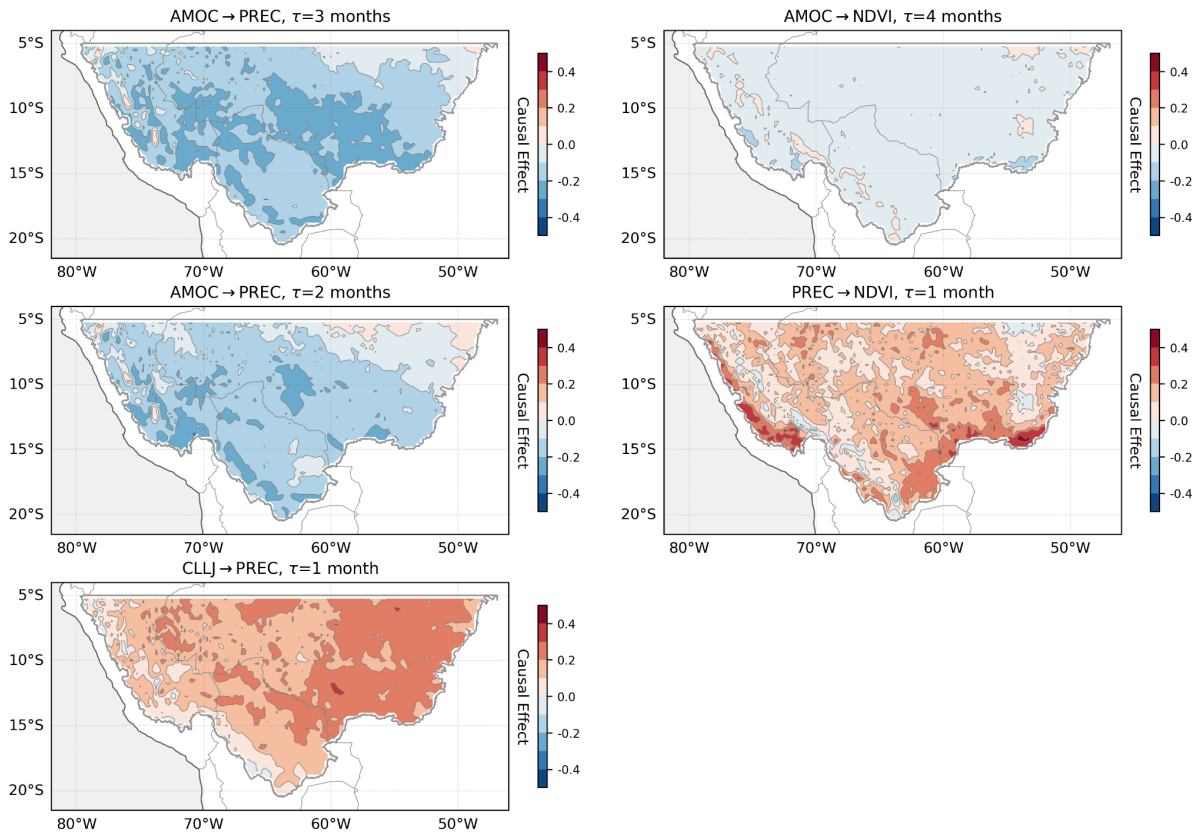 AMOC→PREC, τ=3 months
5°S
10°S
15°S
20°S
80°W 70°W 60°W 50°W
0.4
0.2
0.0
-0.2
-0.4
Causal Effect
AMOC→NDVI, τ=4 months
5°S
10°S
15°S
20°S
80°W 70°W 60°W 50°W
0.4
0.2
0.0
-0.2
-0.4
Causal Effect
AMOC→PREC, τ=2 months
5°S
10°S
15°S
20°S
80°W 70°W 60°W 50°W
0.4
0.2
0.0
-0.2
-0.4
Causal Effect
PREC→NDVI, τ=1 month
5°S
10°S
15°S
20°S
80°W 70°W 60°W 50°W
0.4
0.2
0.0
-0.2
-0.4
Causal Effect
CLLJ→PREC, τ=1 month
5°S
10°S
15°S
20°S
80°W 70°W 60°W 50°W
0.4
0.2
0.0
-0.2
-0.4
Causal Effect